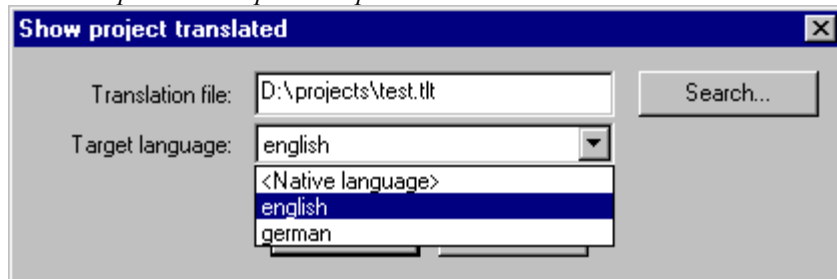 Show project translated
Translation file: D:\projects\test.tlt Search...
Target language: english
<Native language>
english
german